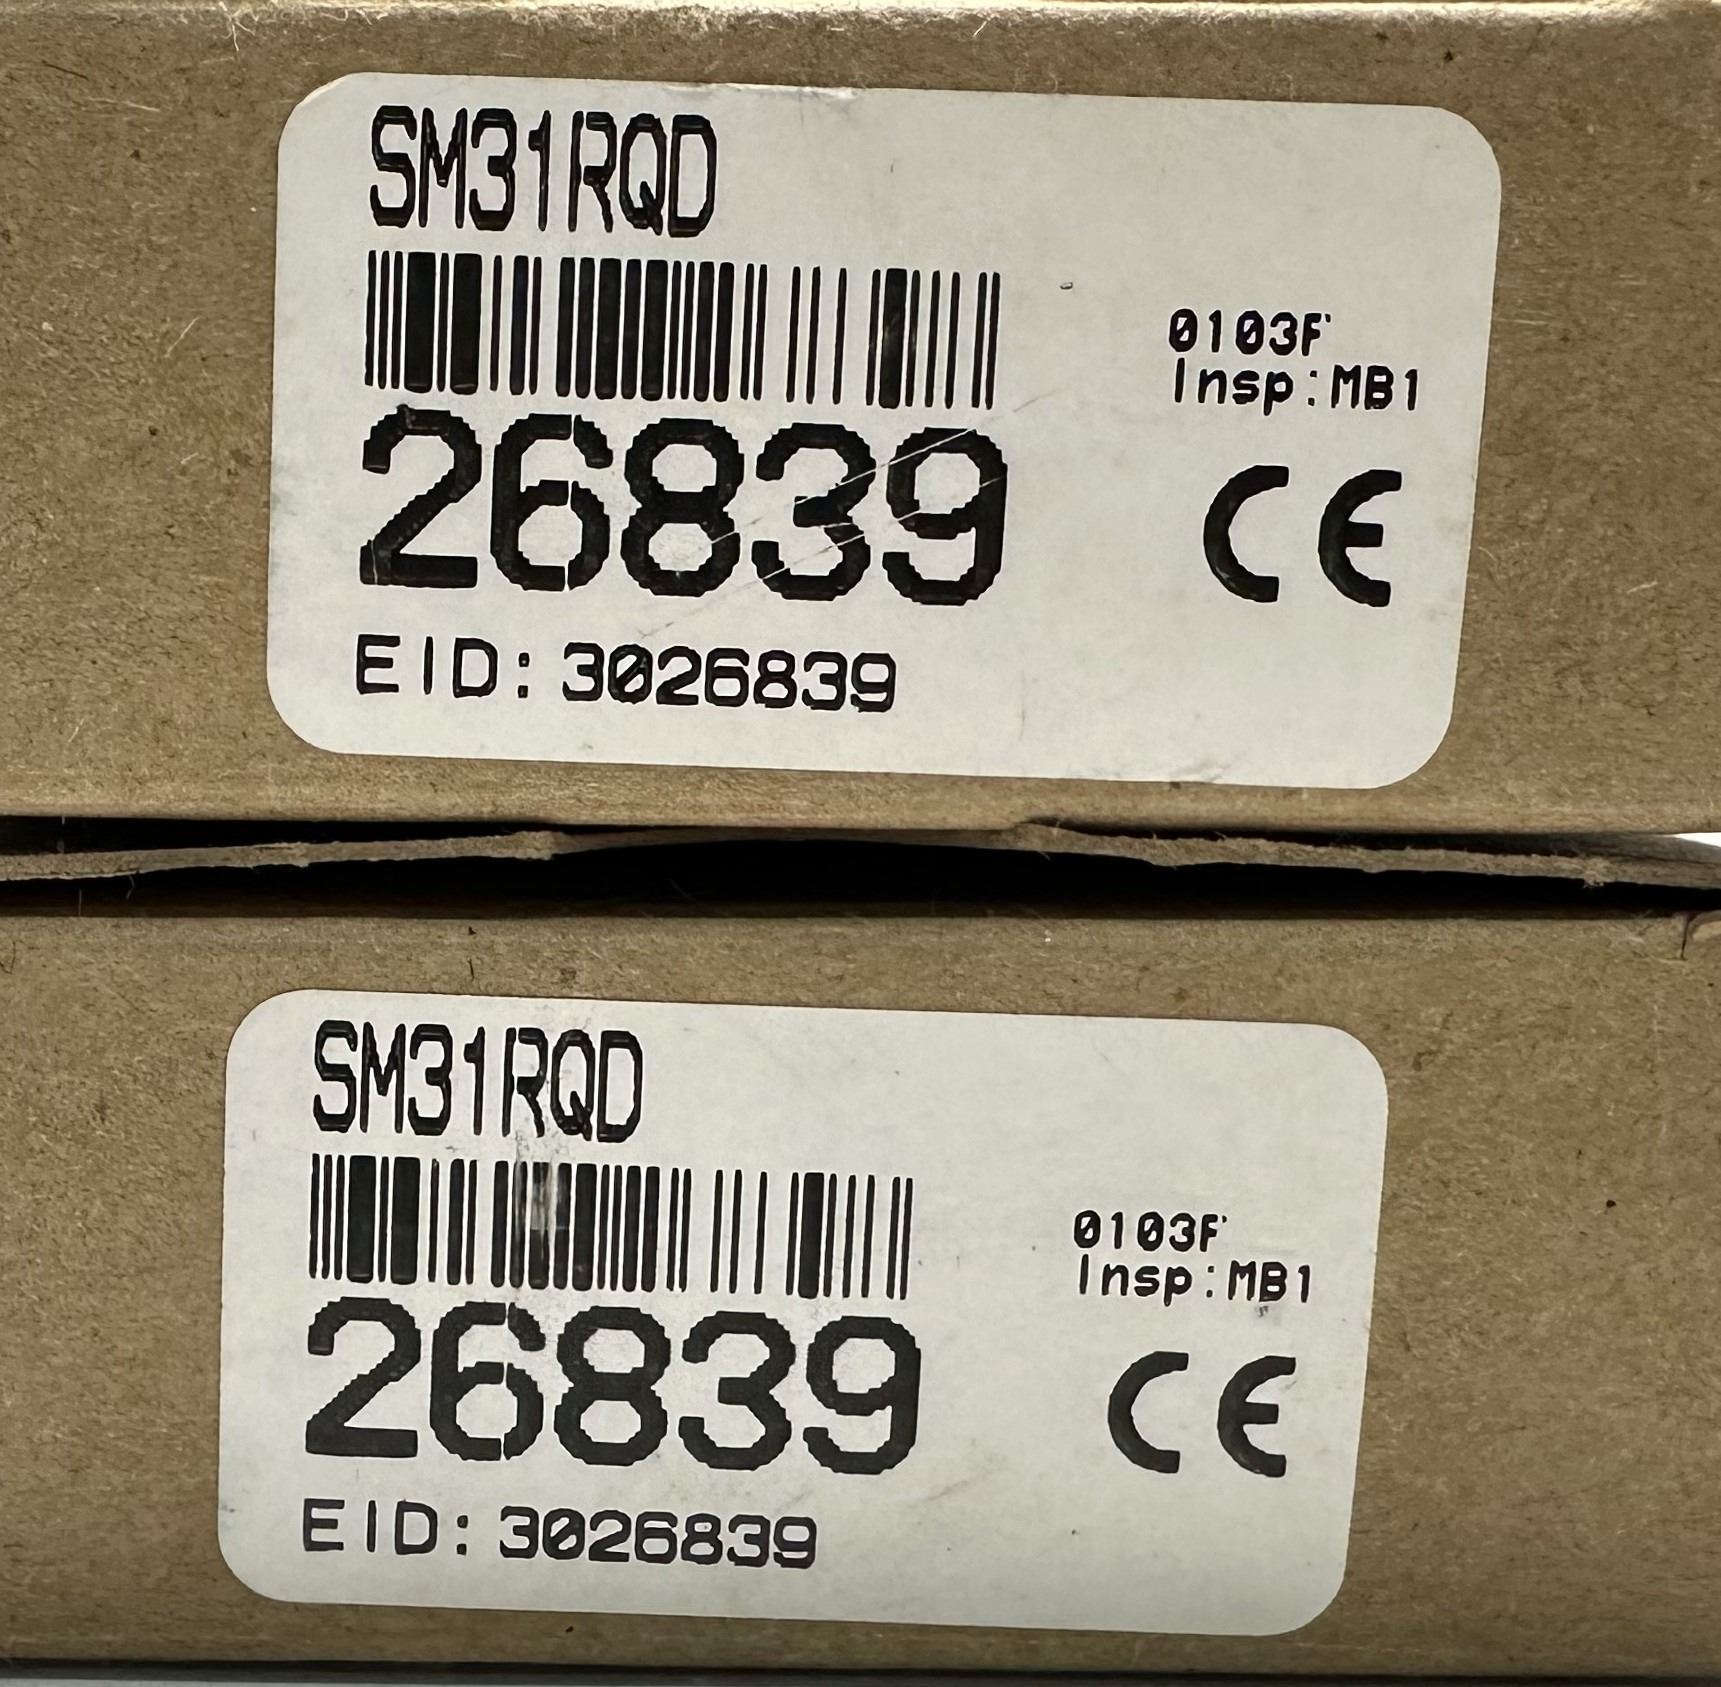 SM31RQD
0103F
Insp:MB1
26839
CE
EID: 3026839
SM31RQD
0103F
Insp:MB1
26839
CE
EID: 3026839